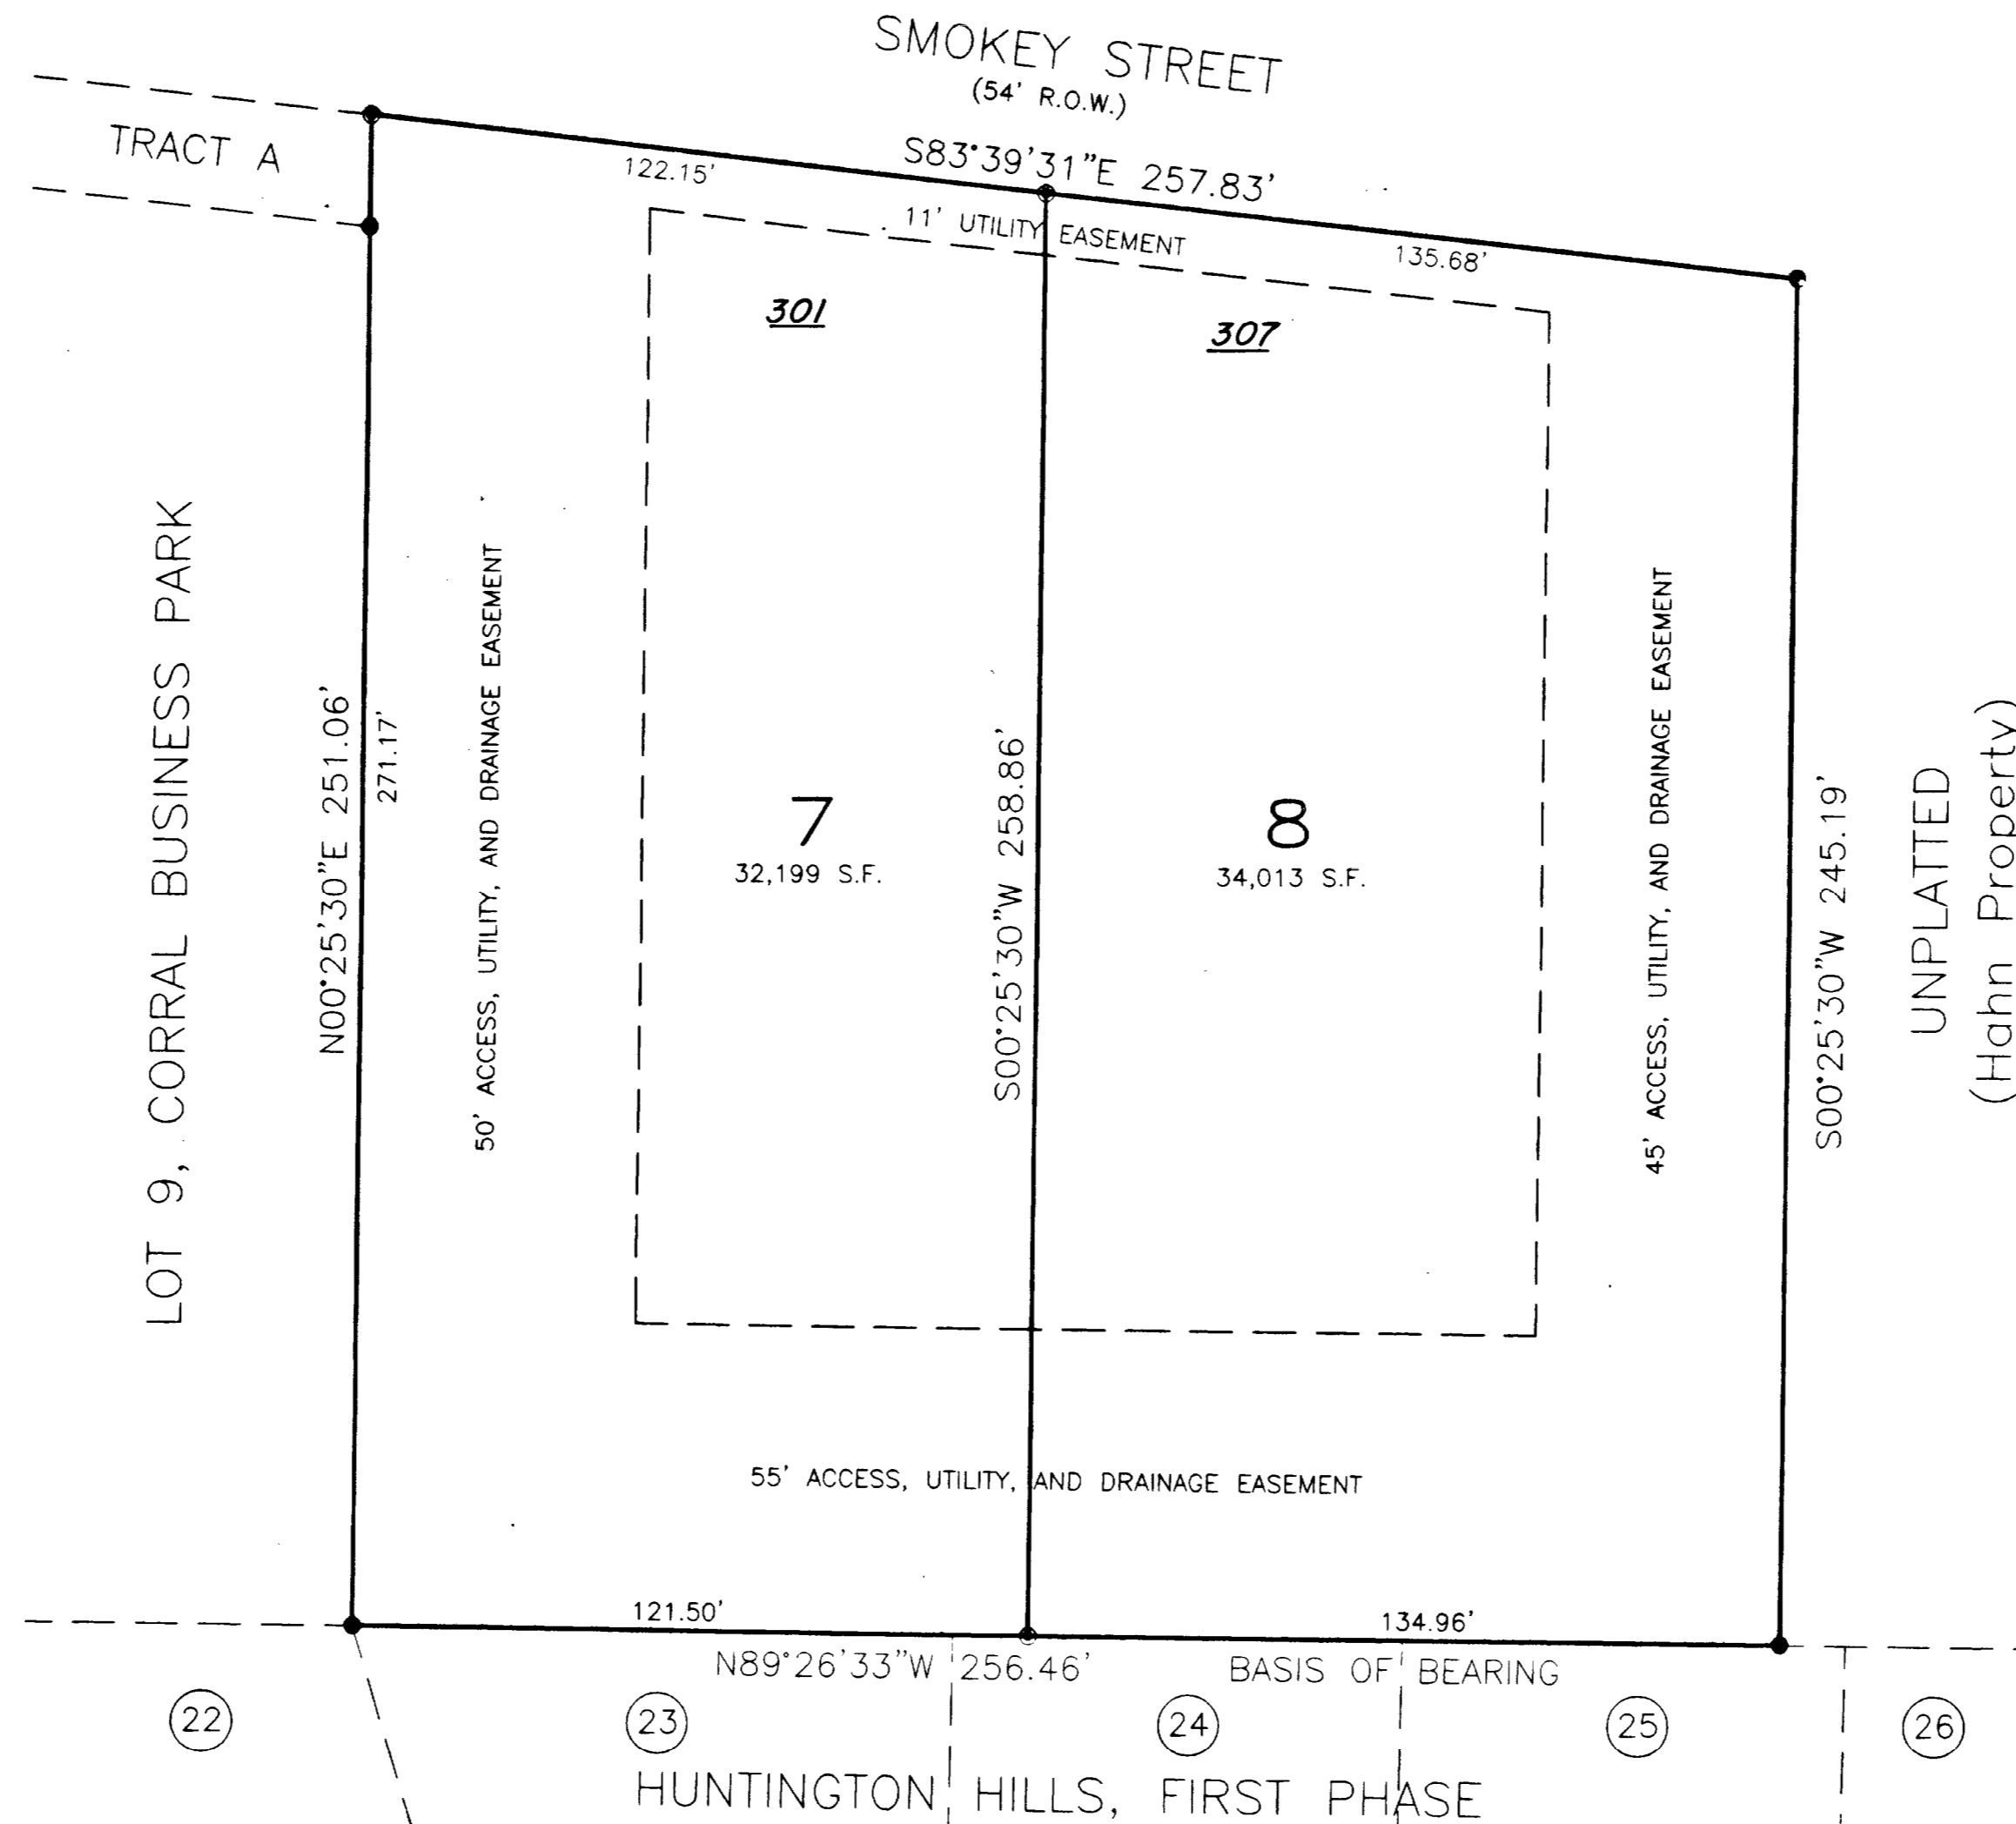 SMOKEY STREET
(54' R.O.W.)
TRACT A
122.15'
S83°39'31"E 257.83'
11' UTILITY EASEMENT
135.68'
301
307
LOT 9, CORRAL BUSINESS PARK
N00°25'30"E 251.06'
271.17'
50' ACCESS, UTILITY, AND DRAINAGE EASEMENT
7
32,199 S.F.
S00°25'30"W 258.86'
8
34,013 S.F.
45' ACCESS, UTILITY, AND DRAINAGE EASEMENT
S00°25'30"W 245.19'
UNPLATTED
(Hahn Property)
55' ACCESS, UTILITY, AND DRAINAGE EASEMENT
121.50'
134.96'
N89°26'33"W 256.46'
BASIS OF BEARING
22
23
24
25
26
HUNTINGTON HILLS, FIRST PHASE